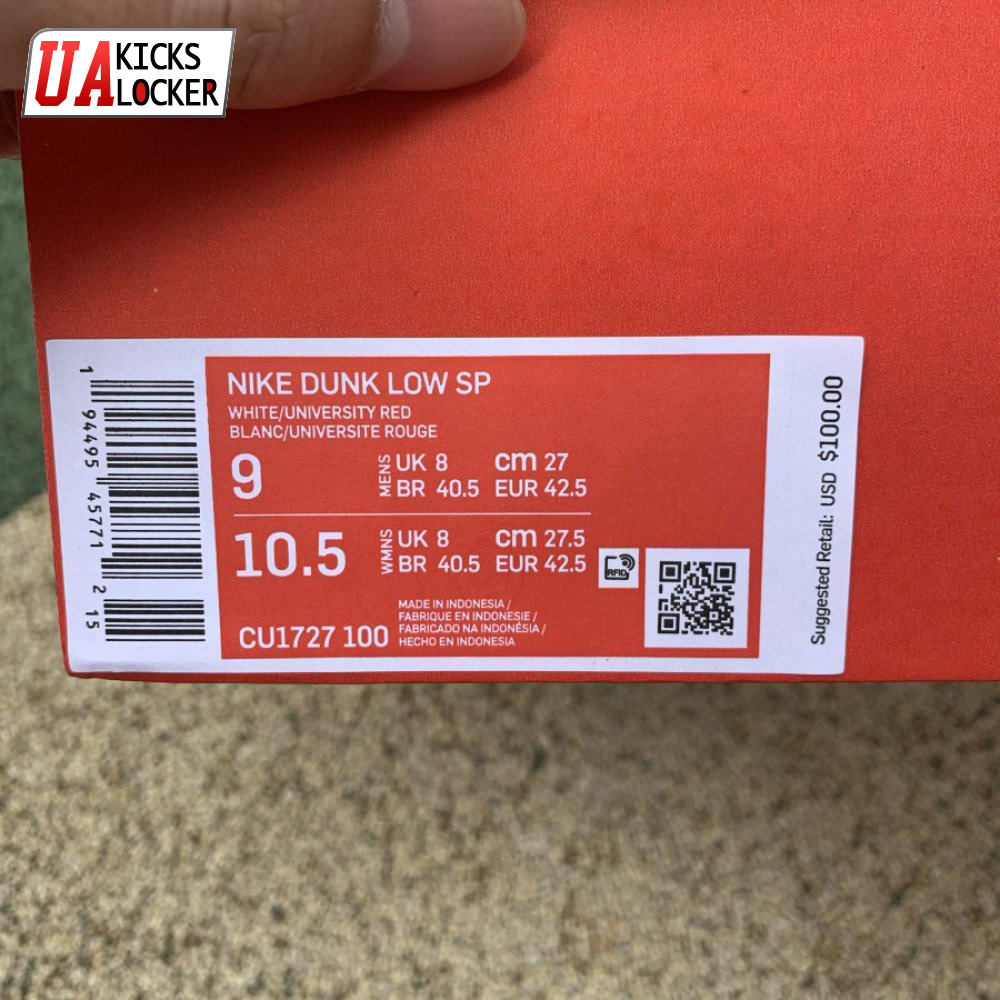 UA KICKS
LOCKER
NIKE DUNK LOW SP
WHITE/UNIVERSITY RED
BLANC/UNIVERSITE ROUGE
9 MENS UK 8 cm 27
BR 40.5 EUR 42.5
10.5 WMNS UK 8 cm 27.5
BR 40.5 EUR 42.5
RFID
CU1727 100
MADE IN INDONESIA /
FABRIQUE EN INDONESIE /
FABRICADO NA INDONÉSIA /
HECHO EN INDONESIA
1 94495 45771 2 15
Suggested Retail: USD $100.00